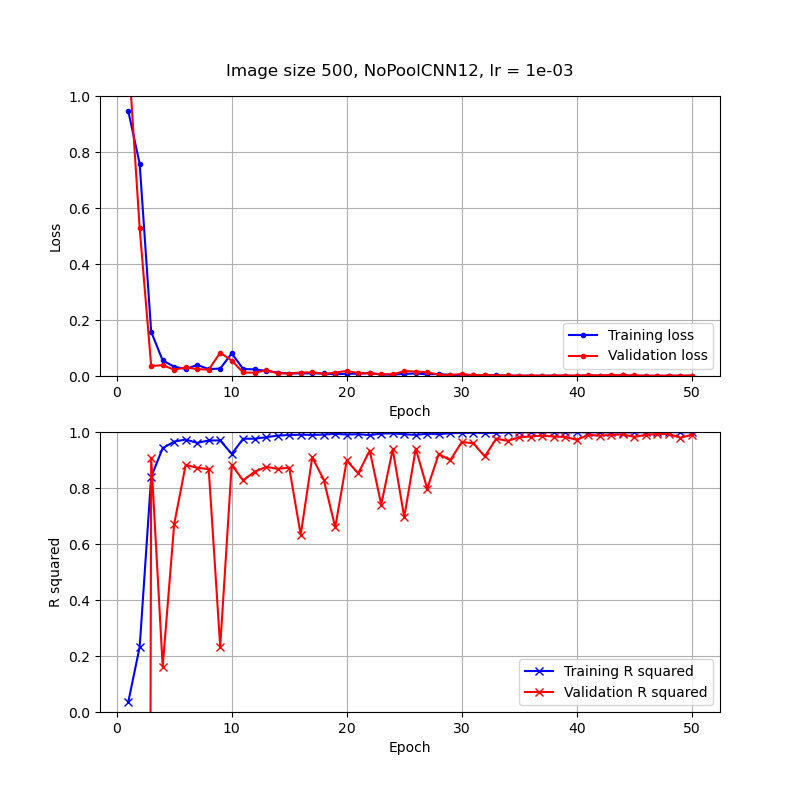 Image size 500, NoPoolCNN12, lr = 1e-03
1.0
0.8
0.6
0.4
0.2
0.0
Loss
Training loss
Validation loss
0 10 20 30 40 50
Epoch
1.0
0.8
0.6
0.4
0.2
0.0
R squared
Training R squared
Validation R squared
0 10 20 30 40 50
Epoch